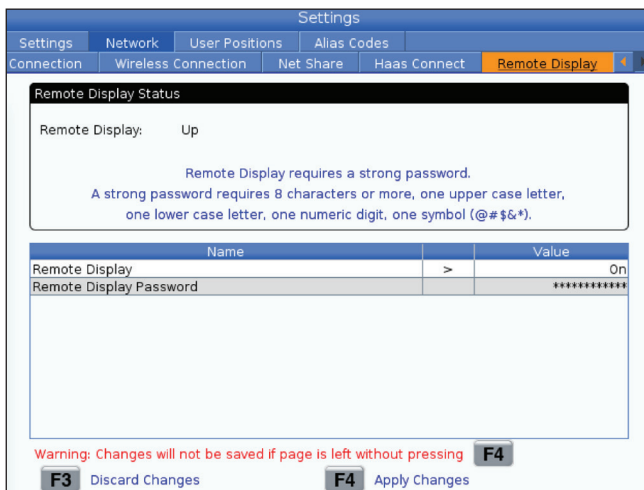 Settings
Settings Network User Positions Alias Codes
Connection Wireless Connection Net Share Haas Connect Remote Display
Remote Display Status
Remote Display: Up
Remote Display requires a strong password.
A strong password requires 8 characters or more, one upper case letter,
one lower case letter, one numeric digit, one symbol (@#$&*).
Name Value
Remote Display > On
Remote Display Password ************
Warning: Changes will not be saved if page is left without pressing F4
F3 Discard Changes F4 Apply Changes